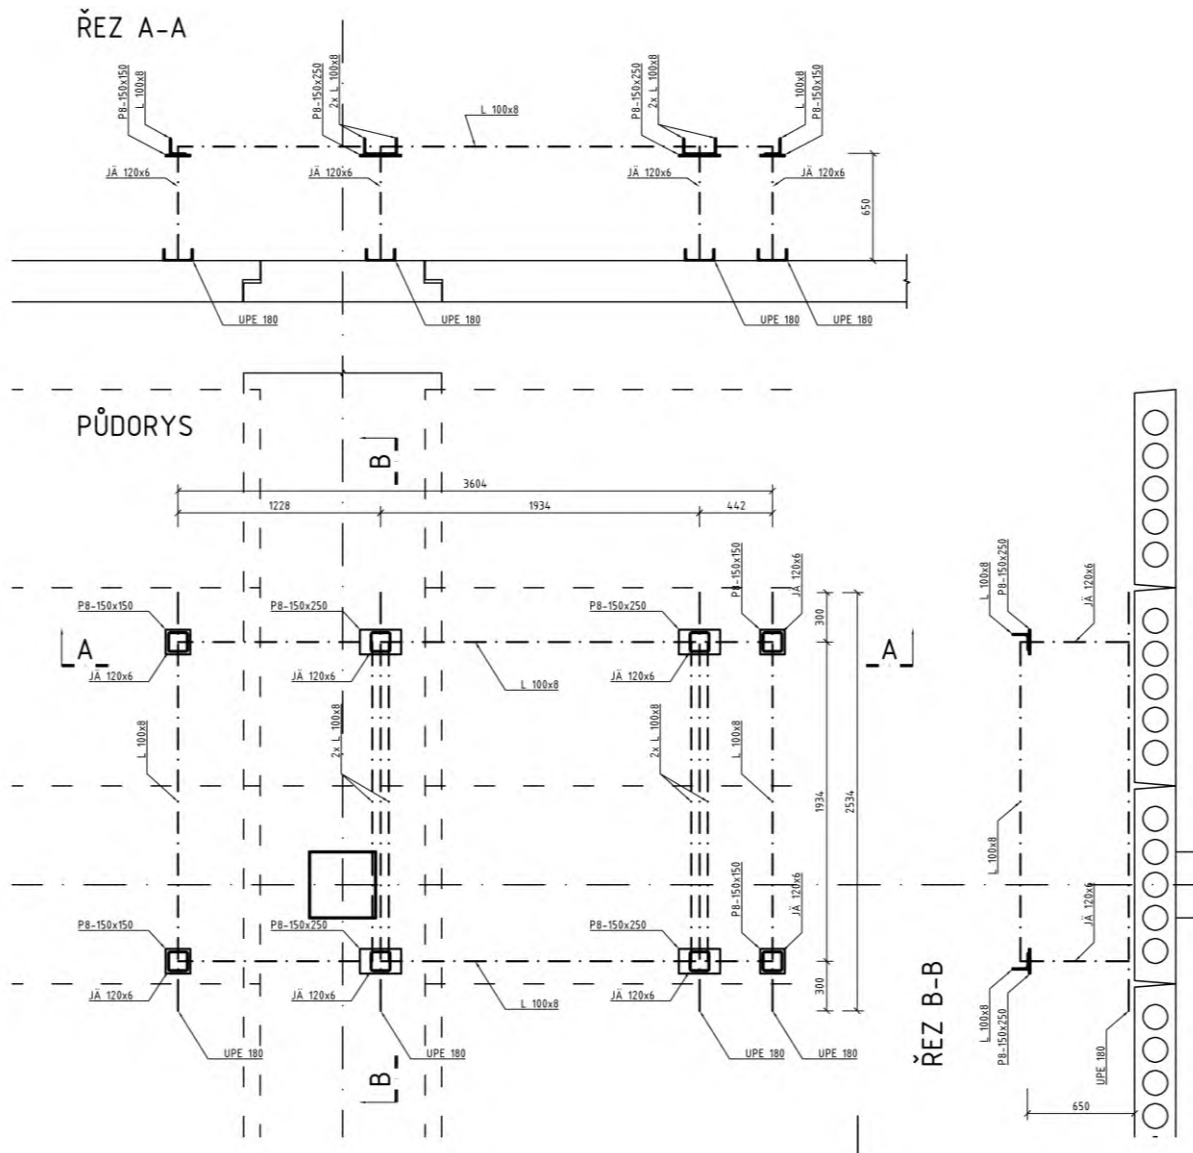 ŘEZ A-A
P8-150x150
L 100x8
P8-150x250
2x L 100x8
L 100x8
P8-150x250
2x L 100x8
L 100x8
P8-150x150
JÄ 120x6
JÄ 120x6
JÄ 120x6
JÄ 120x6
650
UPE 180
UPE 180
UPE 180
UPE 180
PŮDORYS
B
3604
1228
1934
442
P8-150x150
JÄ 120x6
P8-150x150
P8-150x250
P8-150x250
300
A
A
JÄ 120x6
JÄ 120x6
JÄ 120x6
L 100x8
L 100x8
2x L 100x8
2x L 100x8
L 100x8
1934
2534
P8-150x150
JÄ 120x6
P8-150x150
P8-150x250
P8-150x250
JÄ 120x6
JÄ 120x6
JÄ 120x6
L 100x8
300
UPE 180
UPE 180
UPE 180
UPE 180
B
L 100x8
P8-150x250
JÄ 120x6
L 100x8
JÄ 120x6
ŘEZ B-B
L 100x8
P8-150x250
UPE 180
650